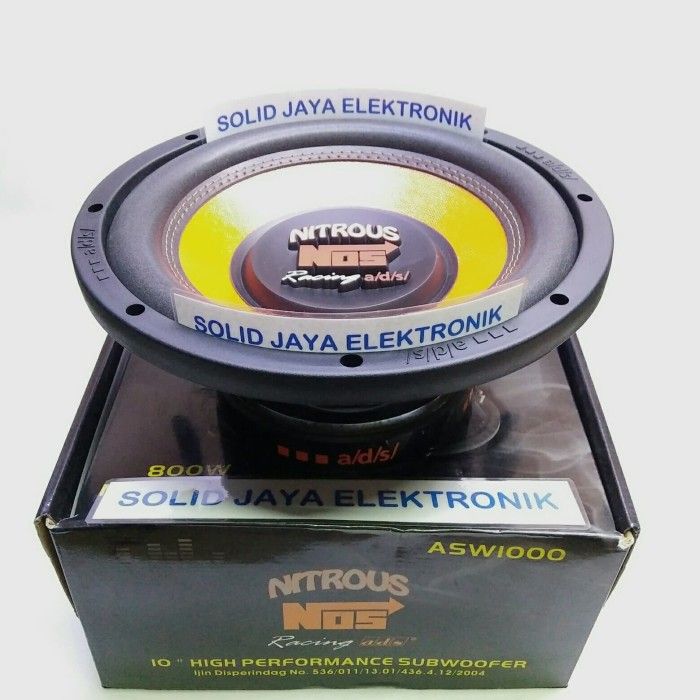 SOLID JAYA ELEKTRONIK
a/d/s/
a/d/s/
NITROUS
NOS
Racing a/d/s/
SOLID JAYA ELEKTRONIK
a/d/s/
a/d/s/
800W
SOLID JAYA ELEKTRONIK
ASW1000
NITROUS
NOS
Racing a/d/s/®
10" HIGH PERFORMANCE SUBWOOFER
Ijin Disperindag No. 536/011/13.01/436.4.12/2004